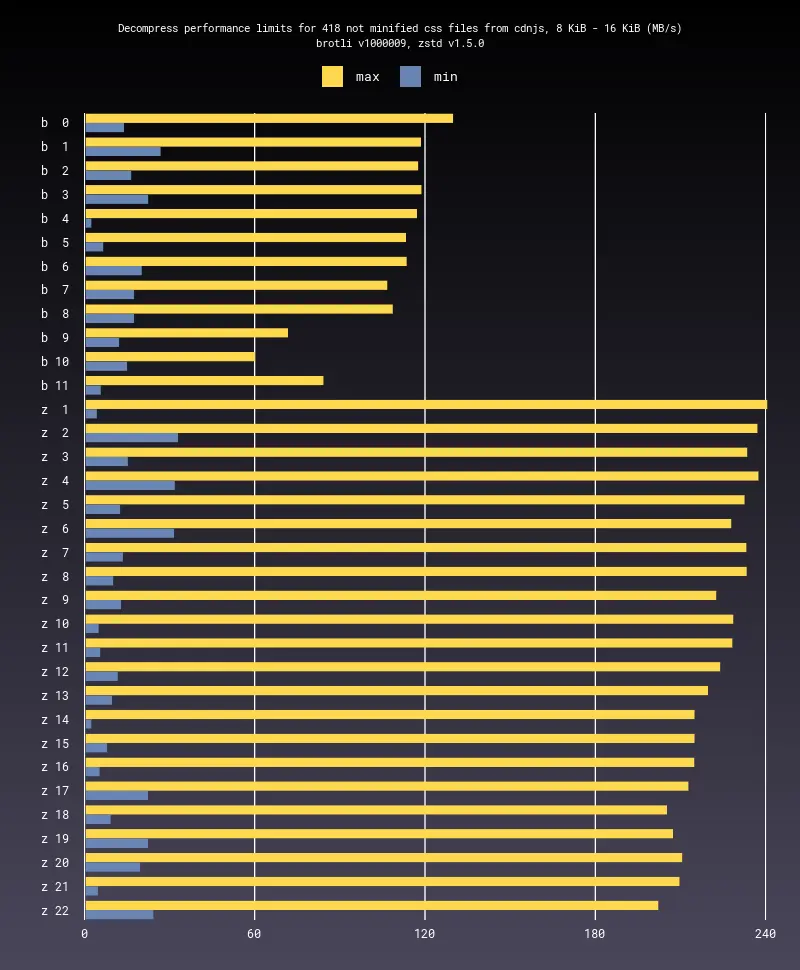 Decompress performance limits for 418 not minified css files from cdnjs, 8 KiB - 16 KiB (MB/s)
brotli v1000009, zstd v1.5.0
max min
b 0
b 1
b 2
b 3
b 4
b 5
b 6
b 7
b 8
b 9
b 10
b 11
z 1
z 2
z 3
z 4
z 5
z 6
z 7
z 8
z 9
z 10
z 11
z 12
z 13
z 14
z 15
z 16
z 17
z 18
z 19
z 20
z 21
z 22
0 60 120 180 240